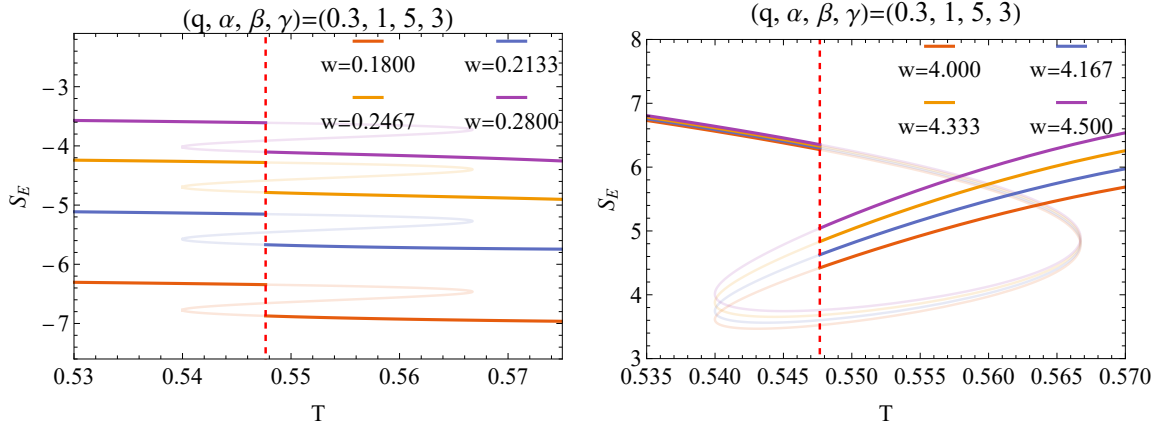 (q, α, β, γ)=(0.3, 1, 5, 3)
w=0.1800
w=0.2133
w=0.2467
w=0.2800
-3
-4
-5
-6
-7
S_E
0.53
0.54
0.55
0.56
0.57
T
(q, α, β, γ)=(0.3, 1, 5, 3)
w=4.000
w=4.167
w=4.333
w=4.500
8
7
6
5
4
3
S_E
0.535
0.540
0.545
0.550
0.555
0.560
0.565
0.570
T